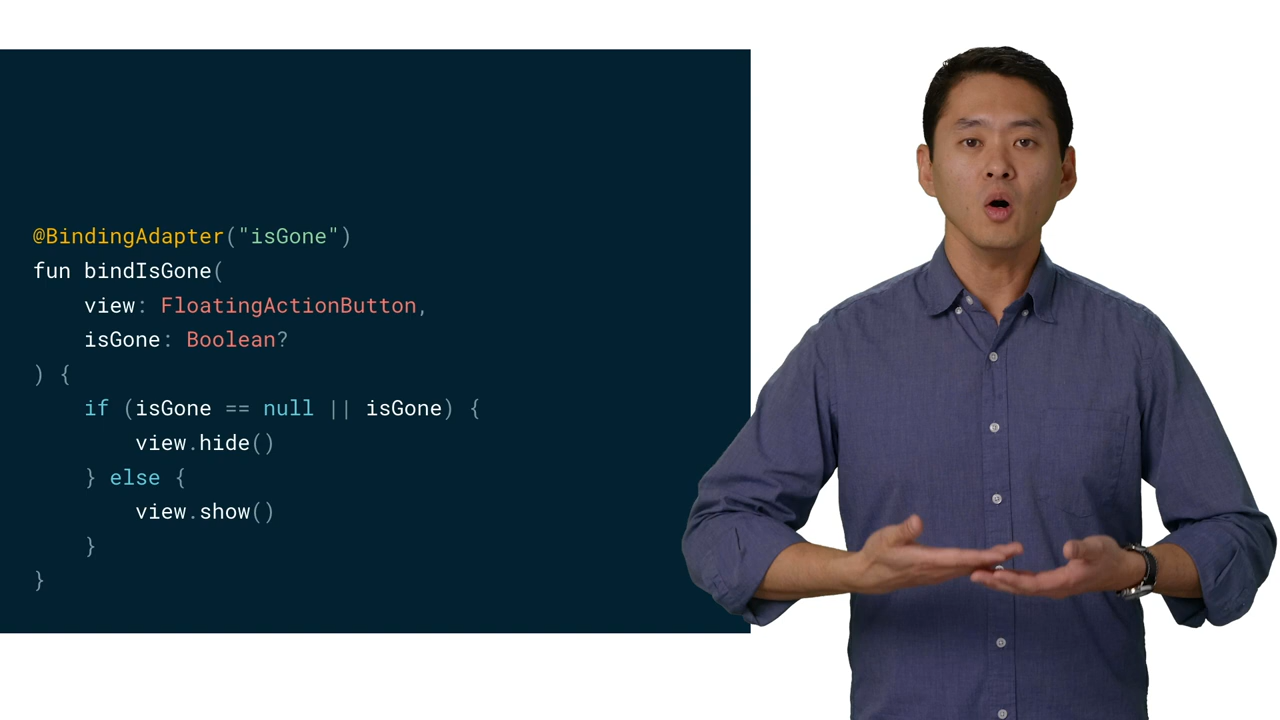 @BindingAdapter("isGone")
fun bindIsGone(
    view: FloatingActionButton,
    isGone: Boolean?
) {
    if (isGone == null || isGone) {
        view.hide()
    } else {
        view.show()
    }
}